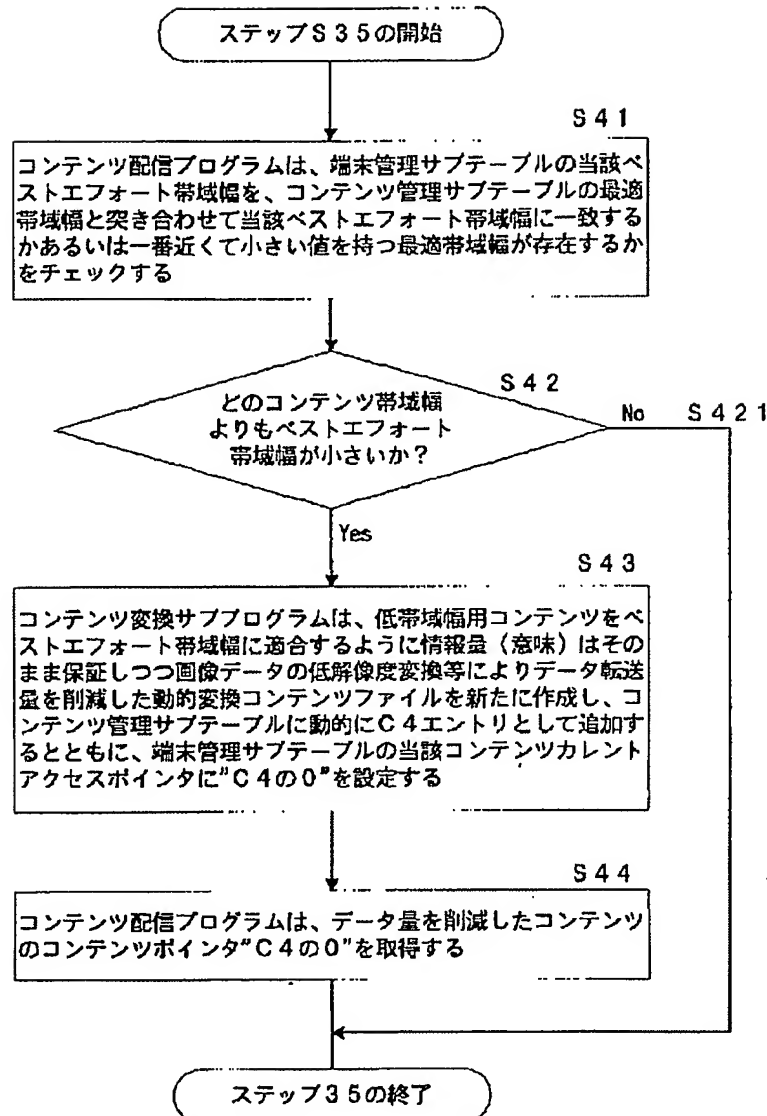 ステップS35の開始
S41
コンテンツ配信プログラムは、端末管理サブテーブルの当該ベ
ストエフォート帯域幅を、コンテンツ管理サブテーブルの最適
帯域幅と突き合わせて当該ベストエフォート帯域幅に一致する
かあるいは一番近くて小さい値を持つ最適帯域幅が存在するか
をチェックする
S42
どのコンテンツ帯域幅
よりもベストエフォート
帯域幅が小さいか?
No S421
Yes
S43
コンテンツ変換サブプログラムは、低帯域幅用コンテンツをベ
ストエフォート帯域幅に適合するように情報量(意味)はその
まま保証しつつ画像データの低解像度変換等によりデータ転送
量を削減した動的変換コンテンツファイルを新たに作成し、コ
ンテンツ管理サブテーブルに動的にC4エントリとして追加す
るとともに、端末管理サブテーブルの当該コンテンツカレント
アクセスポインタに"C4の0"を設定する
S44
コンテンツ配信プログラムは、データ量を削減したコンテンツ
のコンテンツポインタ"C4の0"を取得する
ステップ35の終了